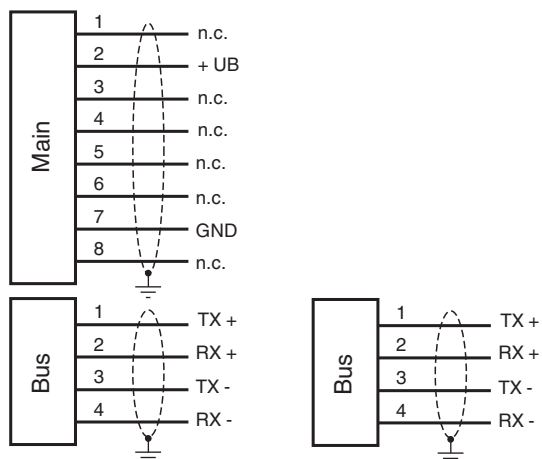 Main
1 n.c.
2 + UB
3 n.c.
4 n.c.
5 n.c.
6 n.c.
7 GND
8 n.c.
Bus
1 TX +
2 RX +
3 TX -
4 RX -
Bus
1 TX +
2 RX +
3 TX -
4 RX -